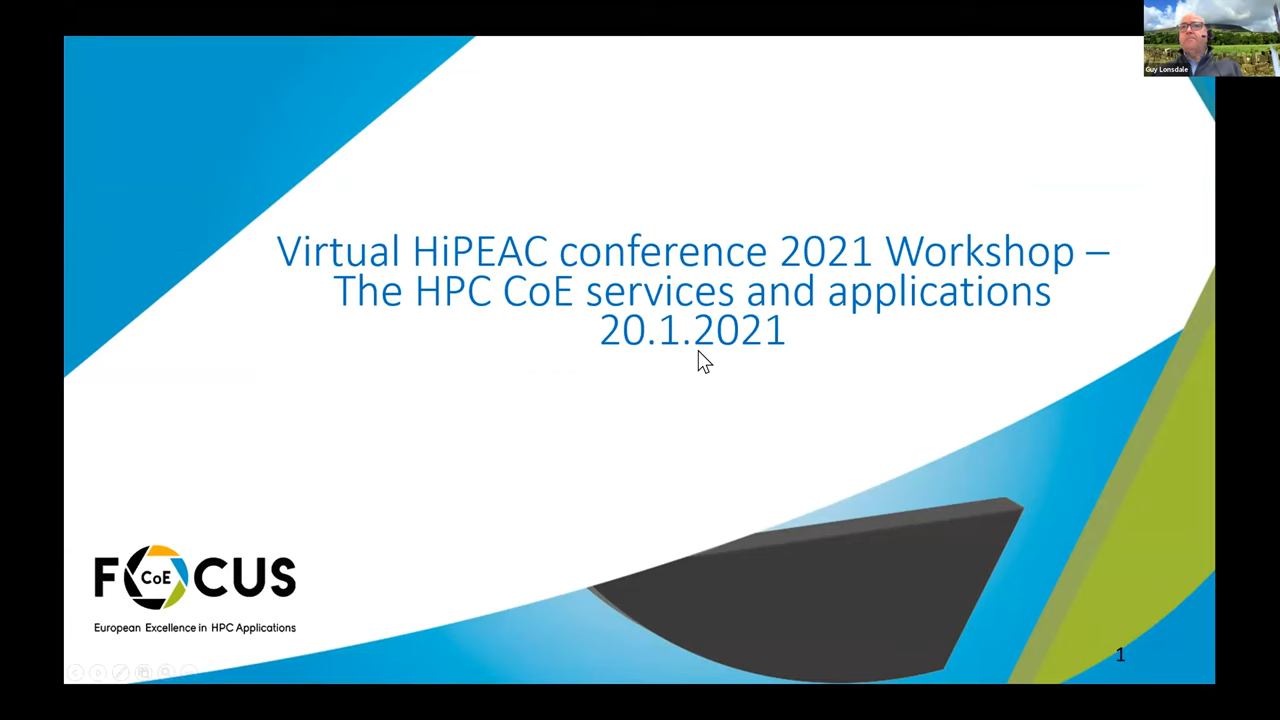 Guy Lonsdale
Virtual HiPEAC conference 2021 Workshop –
The HPC CoE services and applications
20.1.2021
FOCUS
CoE
European Excellence in HPC Applications
1